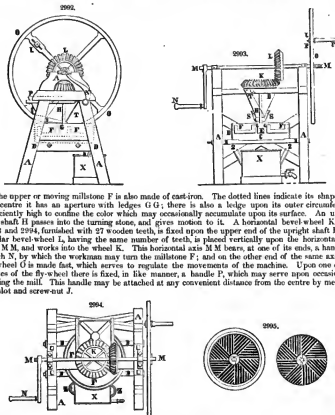 2992.
2993.
he upper or moving millstone F is also made of cast-iron. The dotted lines indicate its shap
centre it has an aperture with ledges G G; there is also a ledge upon its outer circumfe
ciently high to confine the color which may occasionally accumulate upon its surface. An u
shaft H passes into the turning stone, and gives motion to it. A horizontal bevel-wheel K
3 and 2994, furnished with 27 wooden teeth, is fixed upon the upper end of the upright shaft
lar bevel-wheel L, having the same number of teeth, is placed vertically upon the horizonta
M M, and works into the wheel K. This horizontal axis M M bears, at one of its ends, a han
ch N, by which the workman may turn the millstone F; and on the other end of the same ax
wheel O is made fast, which serves to regulate the movements of the machine. Upon one
es of the fly-wheel there is fixed, in like manner, a handle P, which may serve upon occasi
ing the mill. This handle may be attached at any convenient distance from the centre by me
lot and screw-nut J.
2994.
2995.